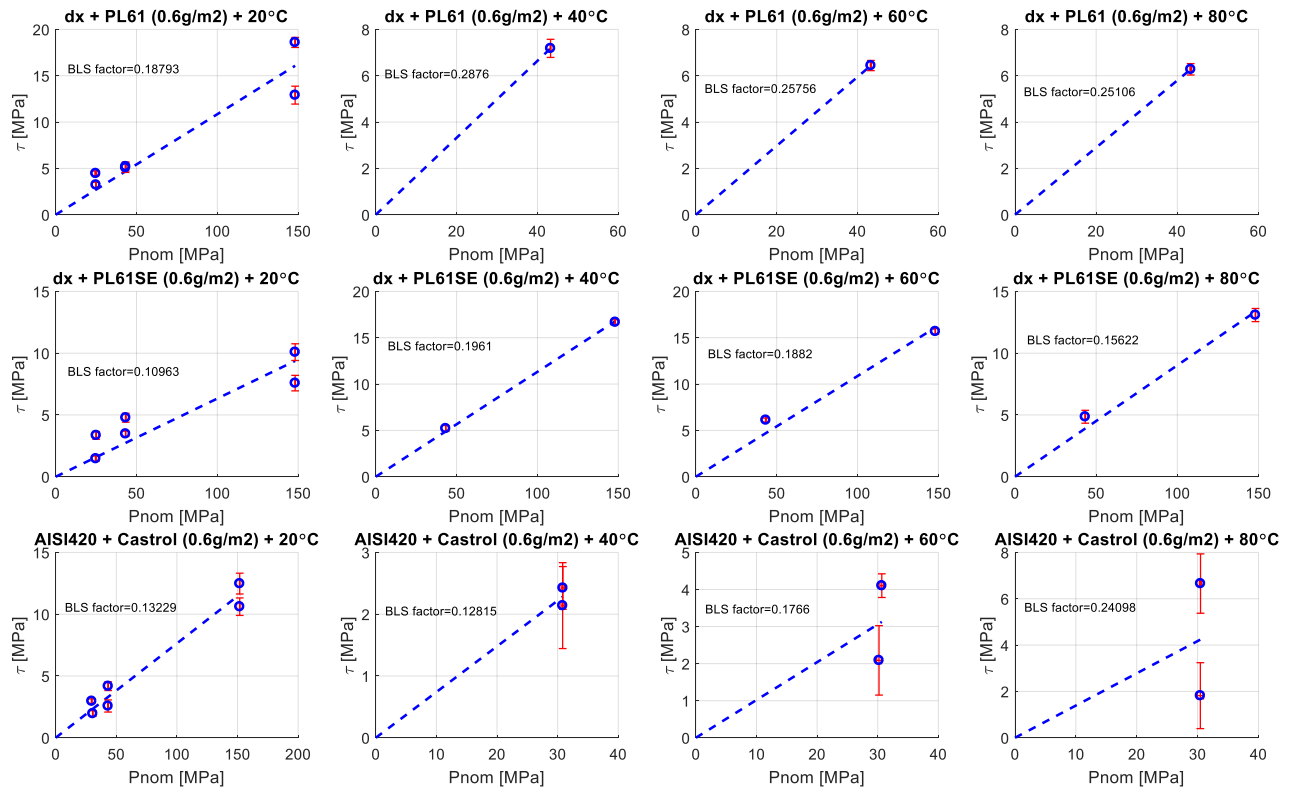 dx + PL61 (0.6g/m2) + 20°C
20
15
10
5
0
τ [MPa]
BLS factor=0.18793
0 50 100 150
Pnom [MPa]
dx + PL61 (0.6g/m2) + 40°C
8
6
4
2
0
τ [MPa]
BLS factor=0.2876
0 20 40 60
Pnom [MPa]
dx + PL61 (0.6g/m2) + 60°C
8
6
4
2
0
τ [MPa]
BLS factor=0.25756
0 20 40 60
Pnom [MPa]
dx + PL61 (0.6g/m2) + 80°C
8
6
4
2
0
τ [MPa]
BLS factor=0.25106
0 20 40 60
Pnom [MPa]
dx + PL61SE (0.6g/m2) + 20°C
15
10
5
0
τ [MPa]
BLS factor=0.10963
0 50 100 150
Pnom [MPa]
dx + PL61SE (0.6g/m2) + 40°C
20
15
10
5
0
τ [MPa]
BLS factor=0.1961
0 50 100 150
Pnom [MPa]
dx + PL61SE (0.6g/m2) + 60°C
20
15
10
5
0
τ [MPa]
BLS factor=0.1882
0 50 100 150
Pnom [MPa]
dx + PL61SE (0.6g/m2) + 80°C
15
10
5
0
τ [MPa]
BLS factor=0.15622
0 50 100 150
Pnom [MPa]
AISI420 + Castrol (0.6g/m2) + 20°C
15
10
5
0
τ [MPa]
BLS factor=0.13229
0 50 100 150 200
Pnom [MPa]
AISI420 + Castrol (0.6g/m2) + 40°C
3
2
1
0
τ [MPa]
BLS factor=0.12815
0 10 20 30 40
Pnom [MPa]
AISI420 + Castrol (0.6g/m2) + 60°C
5
4
3
2
1
0
τ [MPa]
BLS factor=0.1766
0 10 20 30 40
Pnom [MPa]
AISI420 + Castrol (0.6g/m2) + 80°C
8
6
4
2
0
τ [MPa]
BLS factor=0.24098
0 10 20 30 40
Pnom [MPa]